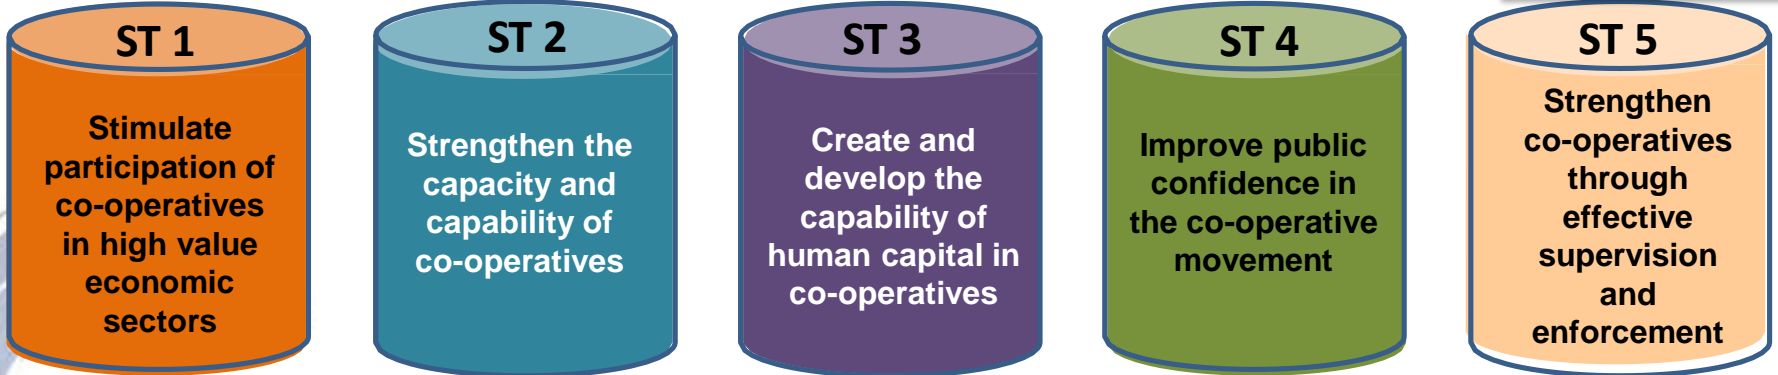 ST 1
Stimulate
participation of
co-operatives
in high value
economic
sectors
ST 2
Strengthen the
capacity and
capability of
co-operatives
ST 3
Create and
develop the
capability of
human capital in
co-operatives
ST 4
Improve public
confidence in
the co-operative
movement
ST 5
Strengthen
co-operatives
through
effective
supervision
and
enforcement